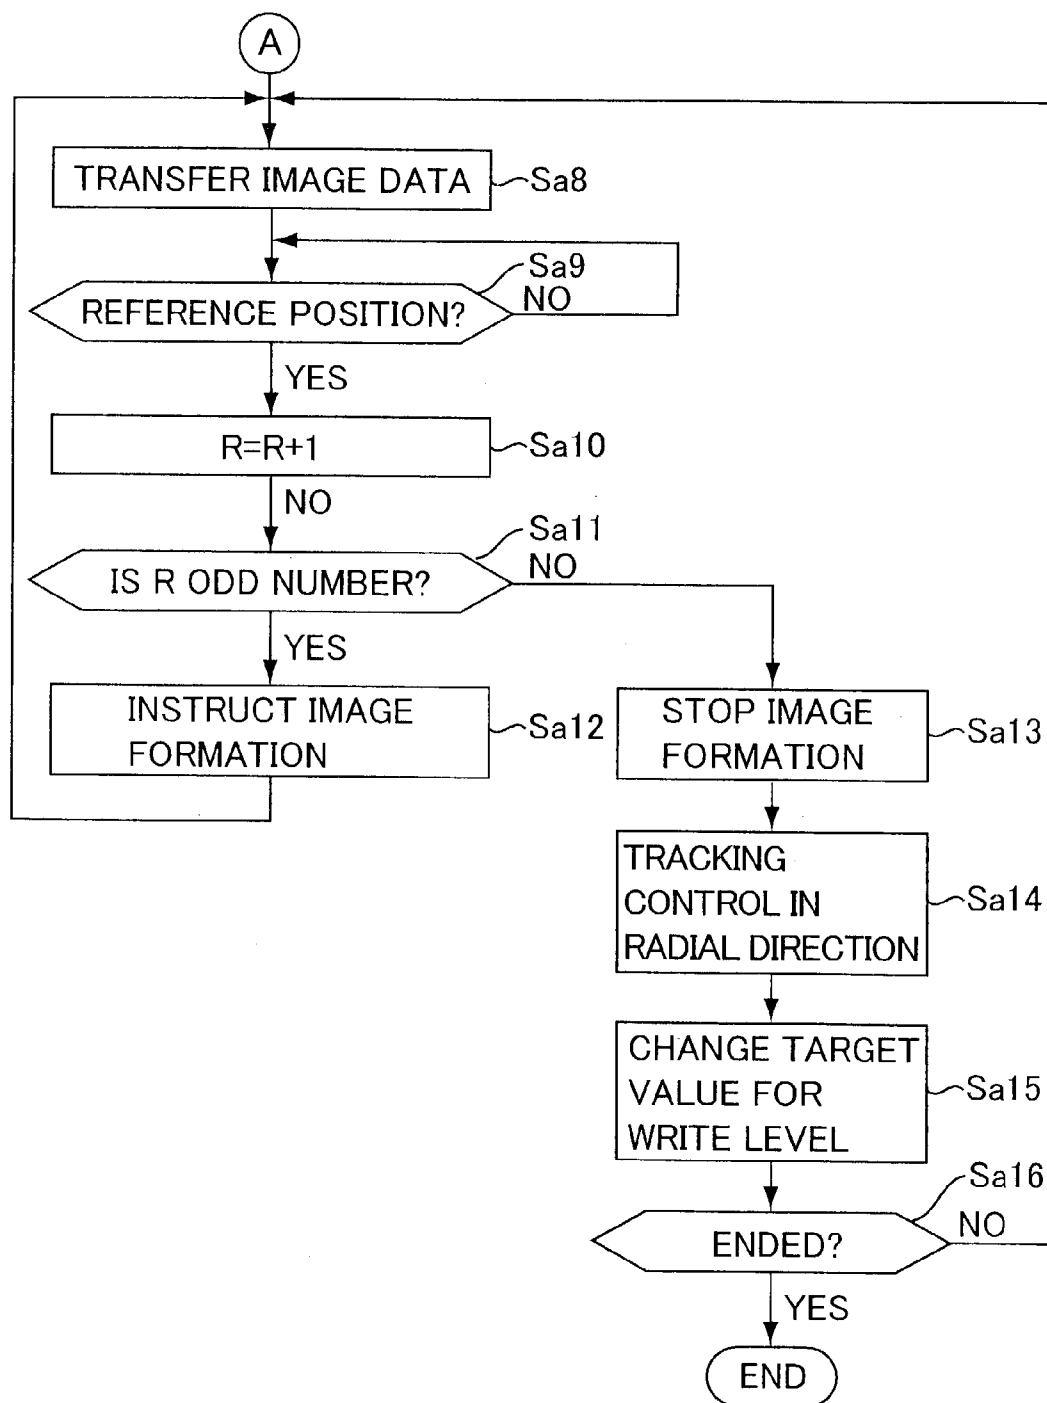 A
TRANSFER IMAGE DATA
Sa8
Sa9
REFERENCE POSITION?
NO
YES
R=R+1
Sa10
NO
Sa11
IS R ODD NUMBER?
NO
YES
INSTRUCT IMAGE
FORMATION
Sa12
STOP IMAGE
FORMATION
Sa13
TRACKING
CONTROL IN
RADIAL DIRECTION
Sa14
CHANGE TARGET
VALUE FOR
WRITE LEVEL
Sa15
Sa16
ENDED?
NO
YES
END